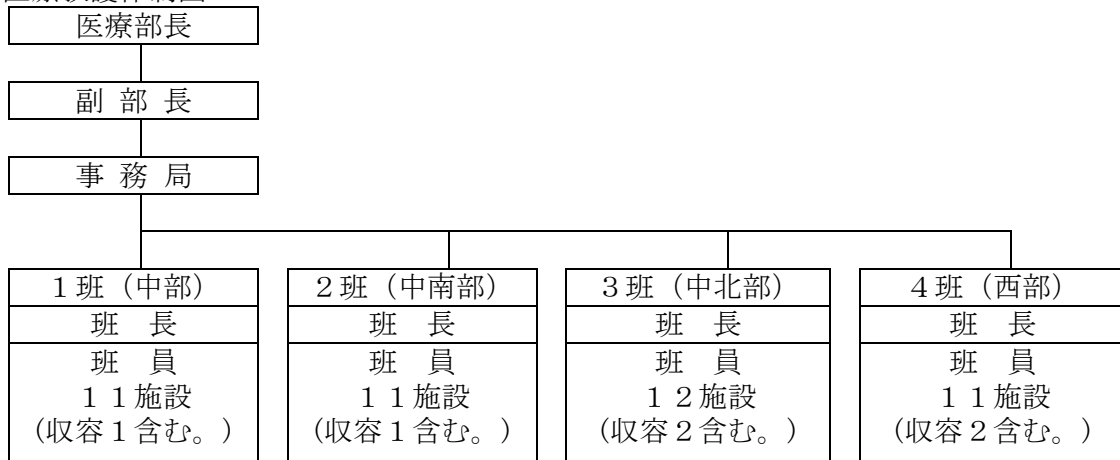 医療部長
副 部 長
事 務 局
1班（中部）
班 長
班 員
11施設
(収容1含む。)
2班（中南部）
班 長
班 員
11施設
(収容1含む。)
3班（中北部）
班 長
班 員
12施設
(収容2含む。)
4班（西部）
班 長
班 員
11施設
(収容2含む。)